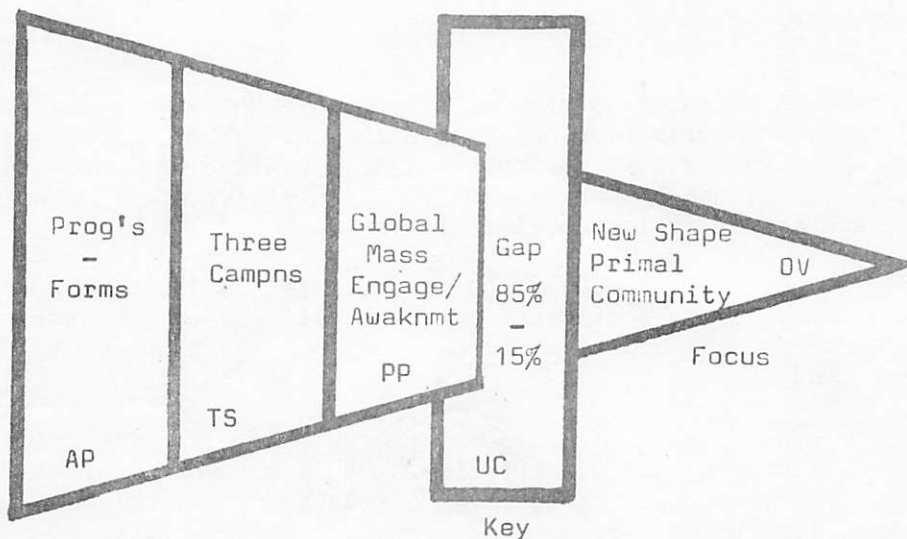 Prog's
-
Forms
AP
Three
Campns
TS
Global
Mass
Engage/
Awaknmt
PP
Gap
85%
-
15%
UC
Key
New Shape
Primal
Community
OV
Focus